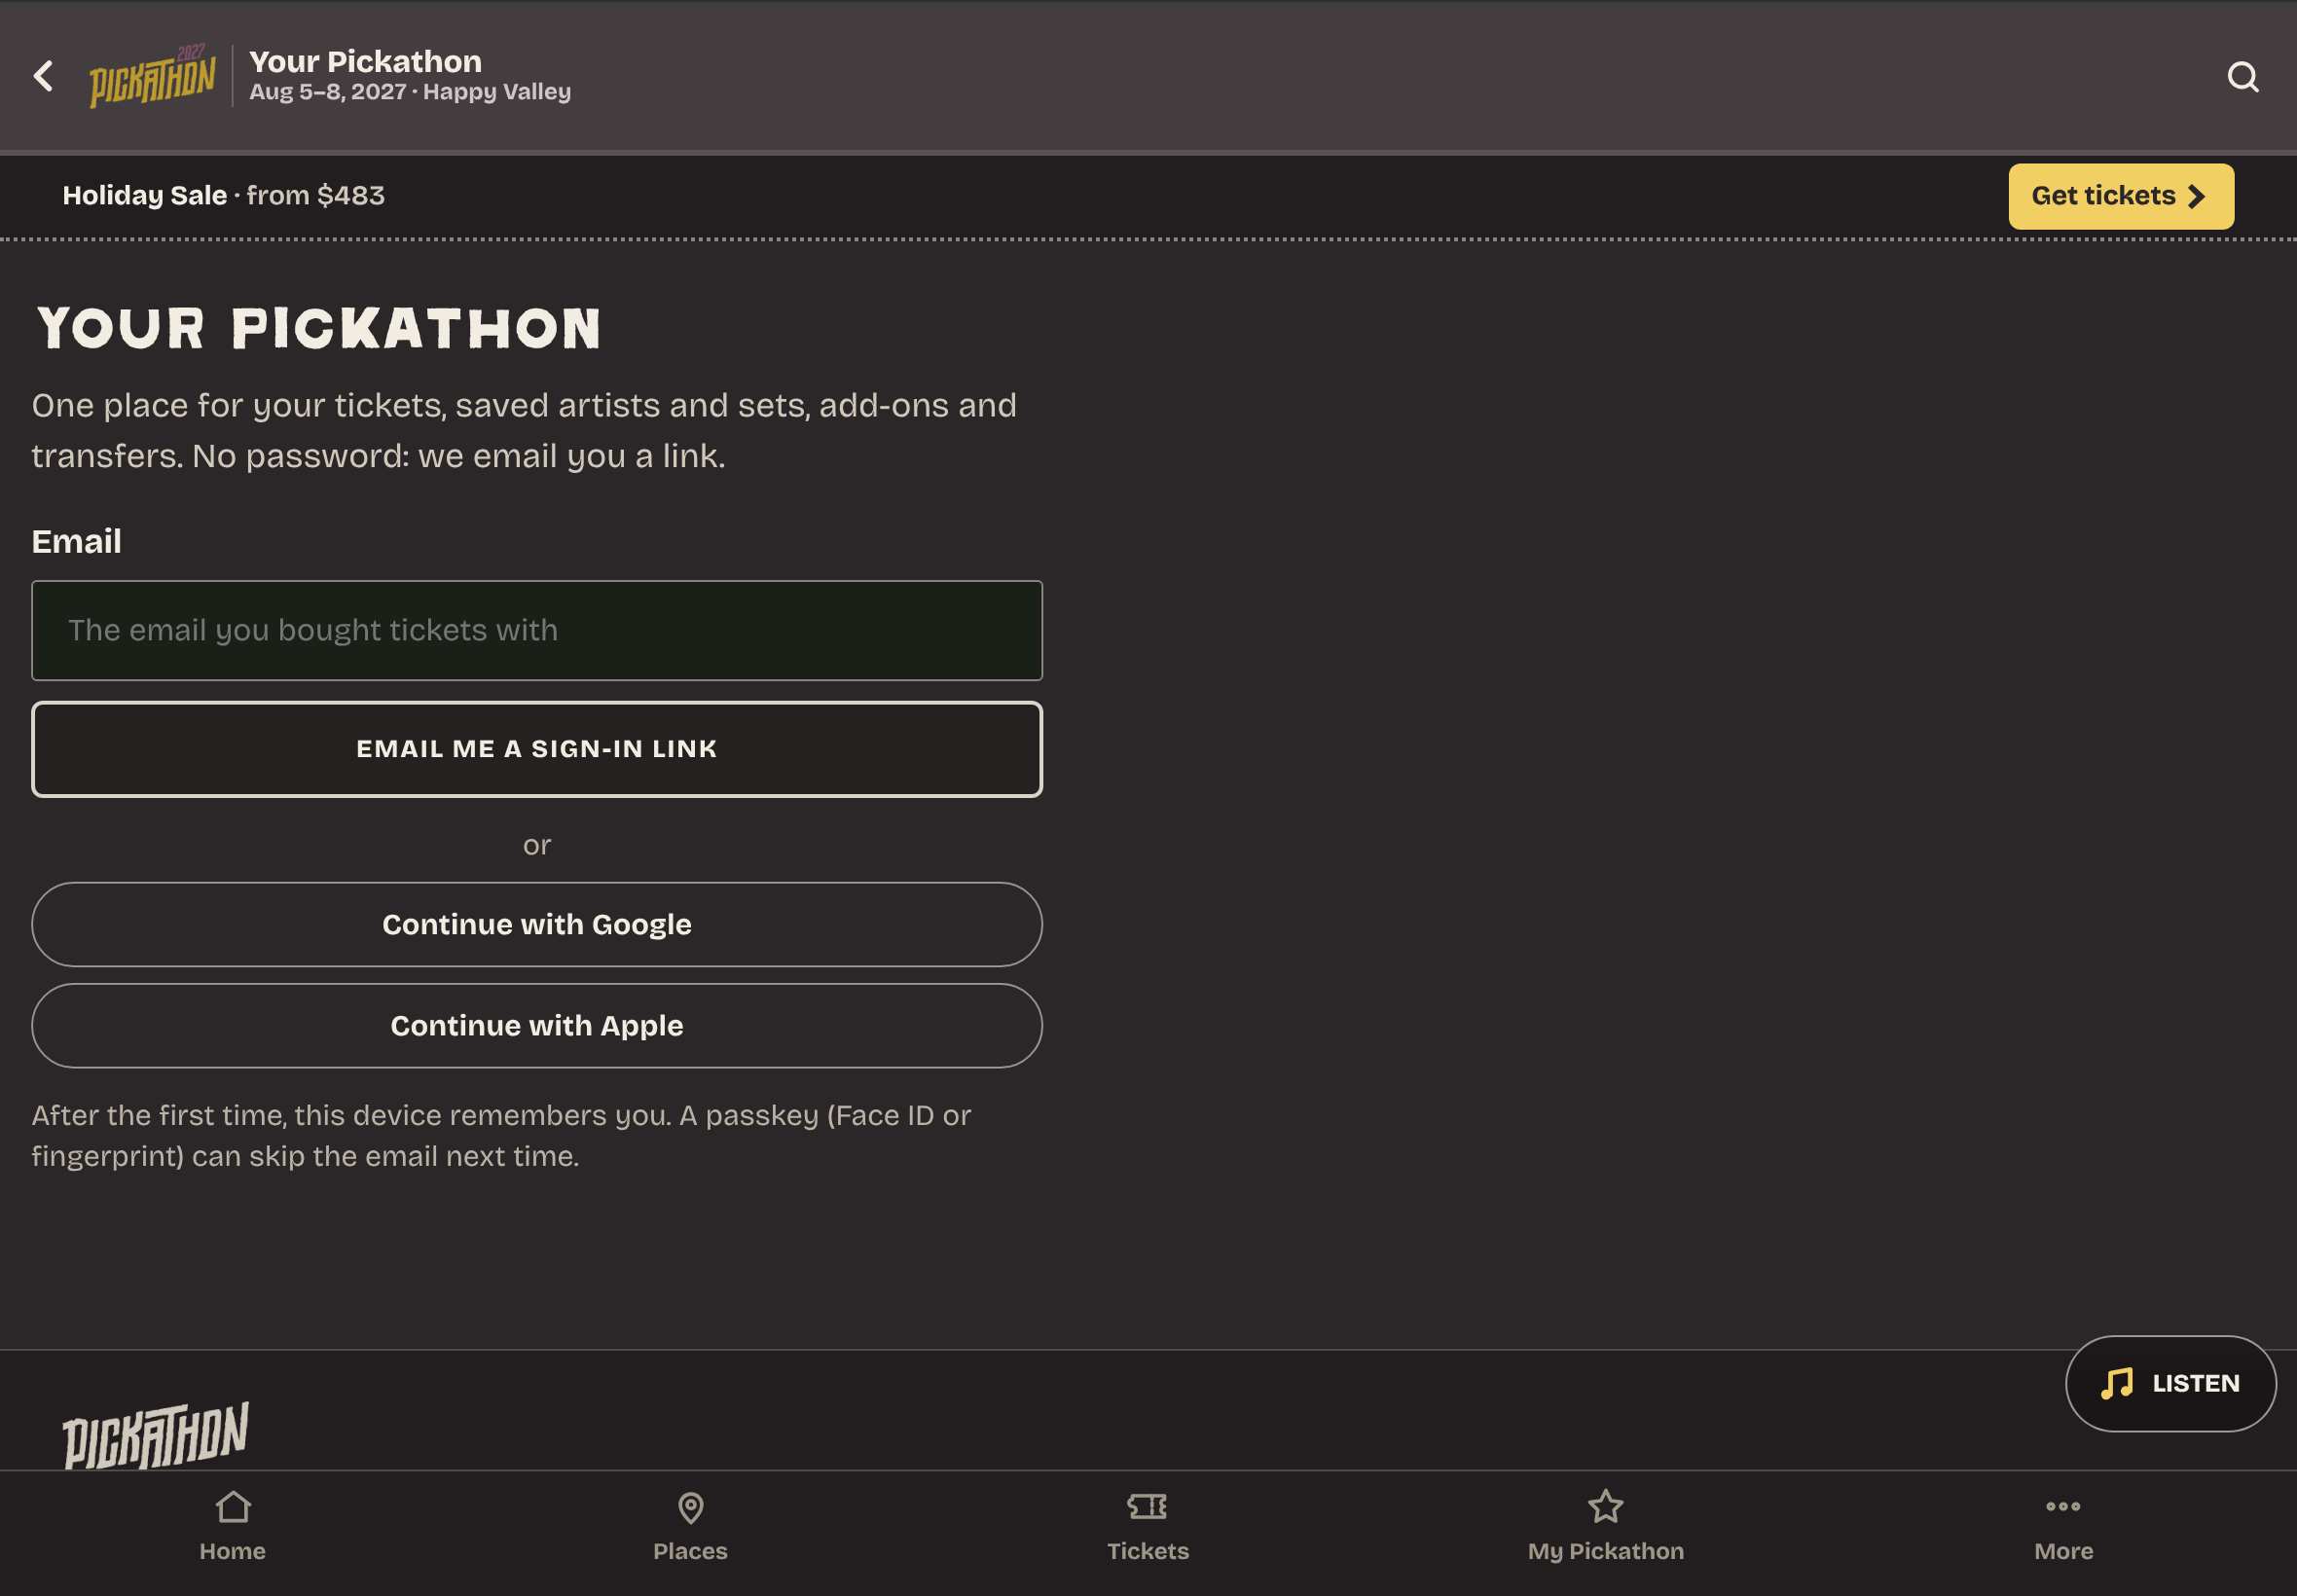 2027
PICKATHON
Your Pickathon
Aug 5–8, 2027 · Happy Valley
Holiday Sale · from $483
Get tickets
YOUR PICKATHON
One place for your tickets, saved artists and sets, add-ons and
transfers. No password: we email you a link.
Email
The email you bought tickets with
EMAIL ME A SIGN-IN LINK
or
Continue with Google
Continue with Apple
After the first time, this device remembers you. A passkey (Face ID or
fingerprint) can skip the email next time.
LISTEN
PICKATHON
Home
Places
Tickets
My Pickathon
More